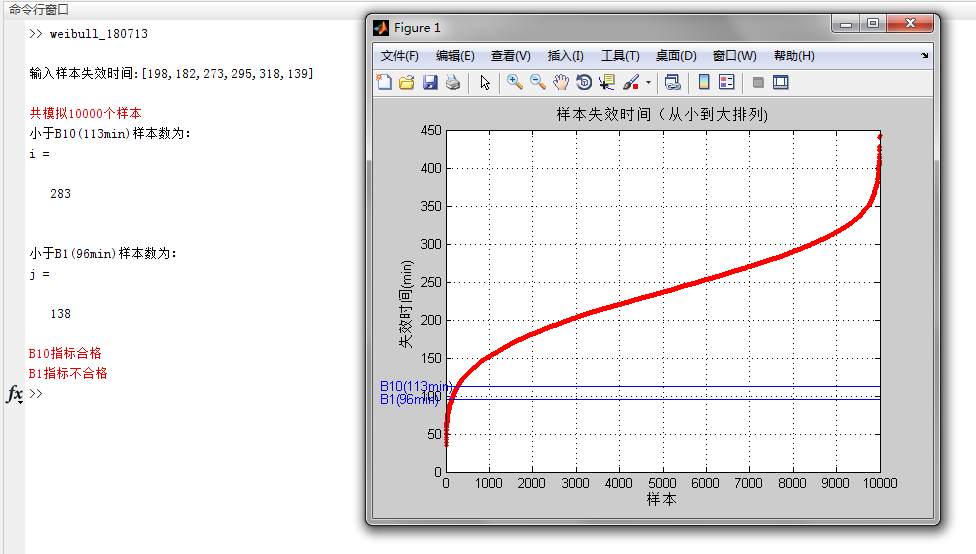 命令行窗口
>> weibull_180713
输入样本失效时间:[198,182,273,295,318,139]
共模拟10000个样本
小于B10(113min)样本数为：
i =
283
小于B1(96min)样本数为：
j =
138
B10指标合格
B1指标不合格
fx >>
Figure 1
文件(F) 编辑(E) 查看(V) 插入(I) 工具(T) 桌面(D) 窗口(W) 帮助(H)
样本失效时间（从小到大排列)
450
400
350
300
250
200
150
100
50
0
失效时间(min)
B10(113min)
B1(96min)
0 1000 2000 3000 4000 5000 6000 7000 8000 9000 10000
样本